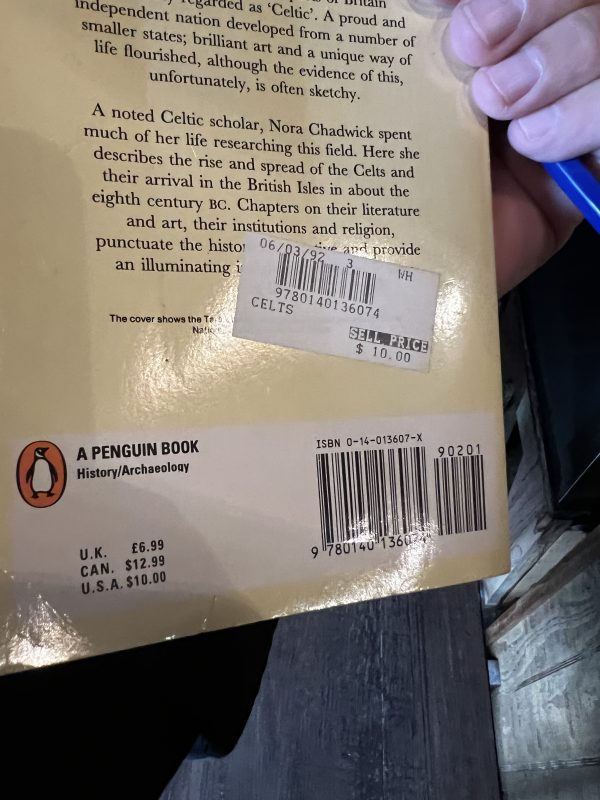 of Britain
regarded as 'Celtic'. A proud and
independent nation developed from a number of
smaller states; brilliant art and a unique way of
life flourished, although the evidence of this,
unfortunately, is often sketchy.
A noted Celtic scholar, Nora Chadwick spent
much of her life researching this field. Here she
describes the rise and spread of the Celts and
their arrival in the British Isles in about the
eighth century BC. Chapters on their literature
and art, their institutions and religion,
punctuate the and provide
an illuminating
06/03/92 3 WH
9780140136074
CELTS
SELL PRICE
$ 10.00
The cover shows the
A PENGUIN BOOK
History/Archaeology
ISBN 0-14-013607-X
90201
9 780140 136074
U.K. £6.99
CAN. $12.99
U.S.A. $10.00